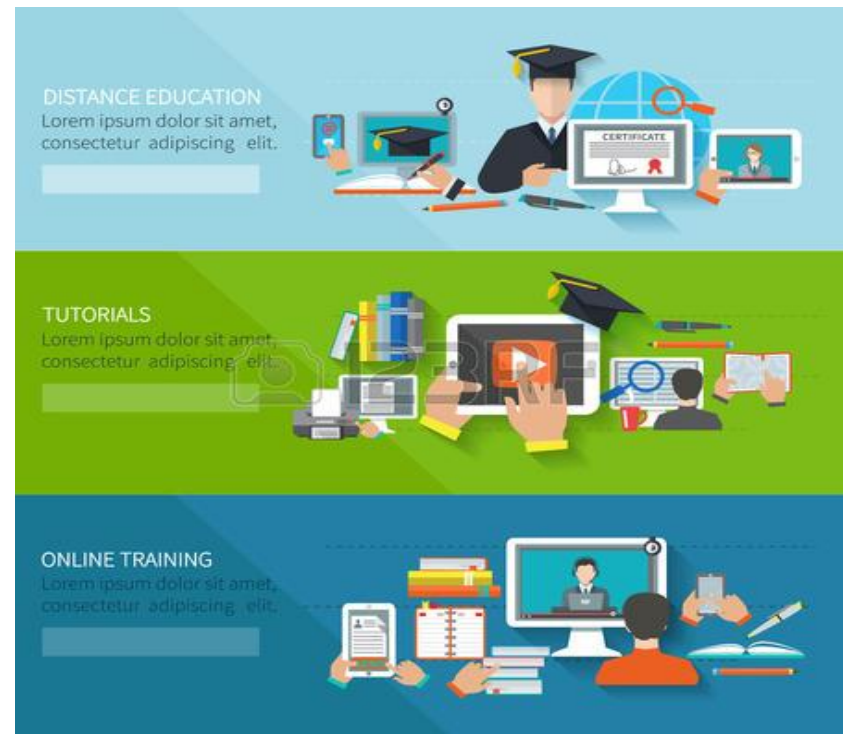 DISTANCE EDUCATION
Lorem ipsum dolor sit amet,
consectetur adipiscing elit.
CERTIFICATE
TUTORIALS
Lorem ipsum dolor sit amet,
consectetur adipiscing elit.
123RF
ONLINE TRAINING
Lorem ipsum dolor sit amet,
consectetur adipiscing elit.